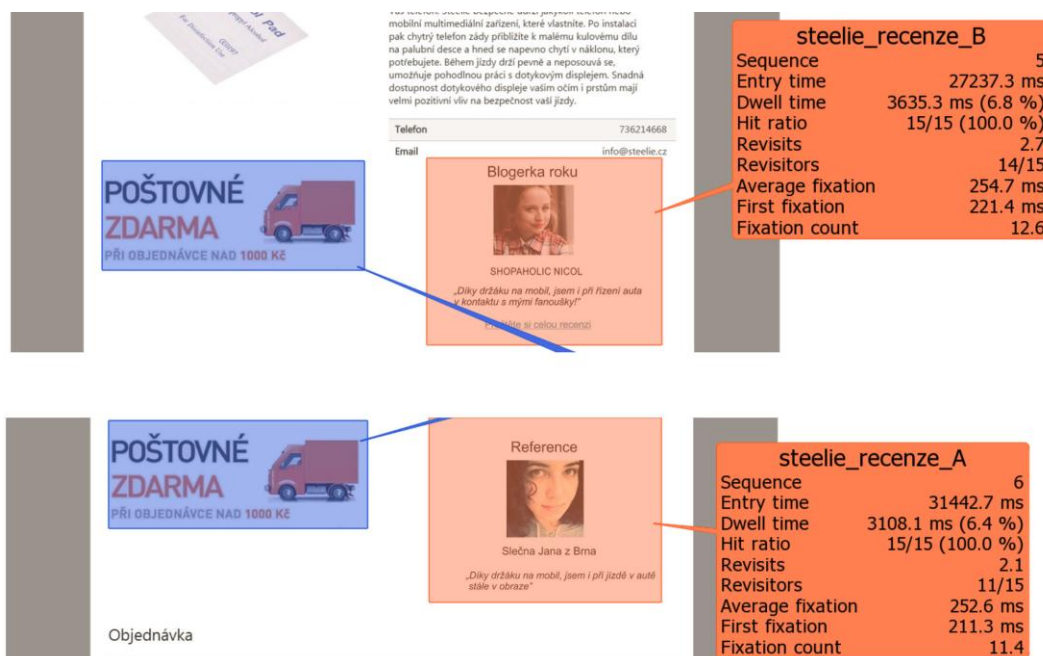 ol Pad
For Disinfection Use
mobilní multimediální zařízení, které vlastníte. Po instalaci
pak chytrý telefon zády přiblížíte k malému kulovému dílu
na palubní desce a hned se napevno chytí v náklonu, který
potřebujete. Během jízdy drží pevně a neposouvá se,
umožňuje pohodlnou práci s dotykovým displejem. Snadná
dostupnost dotykového displeje vašim očím i prstům mají
velmi pozitivní vliv na bezpečnost vaší jízdy.
Telefon 736214668
Email info@steelie.cz
POŠTOVNÉ
ZDARMA
PŘI OBJEDNÁVCE NAD 1000 Kč
Blogerka roku
SHOPAHOLIC NICOL
„Díky držáku na mobil, jsem i při řízení auta
v kontaktu s mými fanoušky!"
si celou recenzi
steelie_recenze_B
Sequence 5
Entry time 27237.3 ms
Dwell time 3635.3 ms (6.8 %)
Hit ratio 15/15 (100.0 %)
Revisits 2.7
Revisitors 14/15
Average fixation 254.7 ms
First fixation 221.4 ms
Fixation count 12.6
POŠTOVNÉ
ZDARMA
PŘI OBJEDNÁVCE NAD 1000 Kč
Reference
Slečna Jana z Brna
„Díky držáku na mobil, jsem i při jízdě v autě
stále v obraze"
Objednávka
steelie_recenze_A
Sequence 6
Entry time 31442.7 ms
Dwell time 3108.1 ms (6.4 %)
Hit ratio 15/15 (100.0 %)
Revisits 2.1
Revisitors 11/15
Average fixation 252.6 ms
First fixation 211.3 ms
Fixation count 11.4